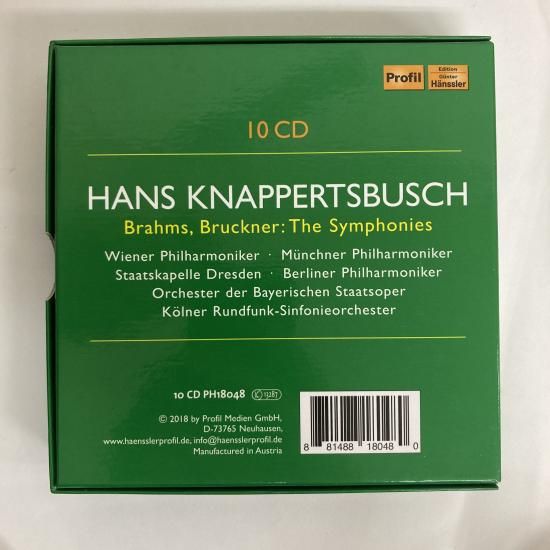 Profil
Edition
Günter
Hänssler
10 CD
HANS KNAPPERTSBUSCH
Brahms, Bruckner: The Symphonies
Wiener Philharmoniker · Münchner Philharmoniker
Staatskapelle Dresden · Berliner Philharmoniker
Orchester der Bayerischen Staatsoper
Kölner Rundfunk-Sinfonieorchester
10 CD PH18048 LC 13287
© 2018 by Profil Medien GmbH,
D-73765 Neuhausen,
www.haensslerprofil.de, info@haensslerprofil.de
Manufactured in Austria
8 81488 18048 0